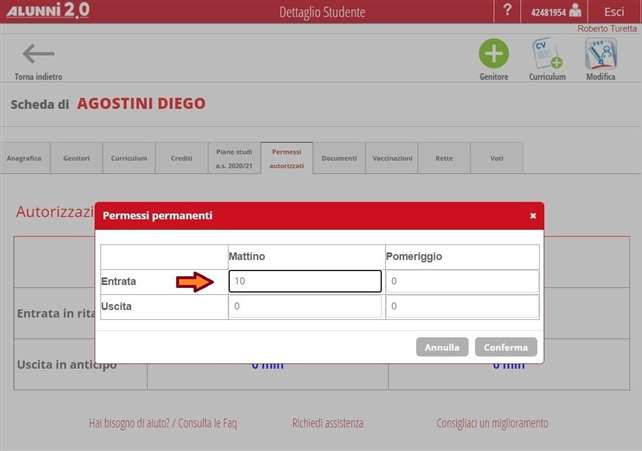 ALUNNI 2.0 Dettaglio Studente ? 42481954 Esci
Roberto Turetta
Torna indietro Genitore CV Curriculum Modifica
Scheda di AGOSTINI DIEGO
Anagrafica Genitori Curriculum Crediti Piano studi a.s. 2020/21 Permessi autorizzati Documenti Vaccinazioni Rette Voti
Autorizzazi
Permessi permanenti ×
Mattino Pomeriggio
Entrata 10 0
Uscita 0 0
Annulla Conferma
Entrata in rita
Uscita in anticipo 0 min 0 min
Hai bisogno di aiuto? / Consulta le Faq Richiedi assistenza Consigliaci un miglioramento